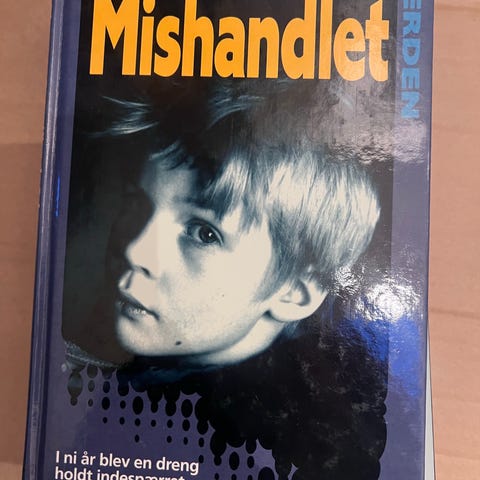 Mishandlet
ERDEN
I ni år blev en dreng
holdt indespærret